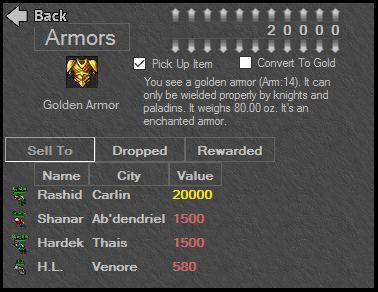 Back
Armors
20000
Pick Up Item
Convert To Gold
Golden Armor
You see a golden armor (Arm:14). It can
only be wielded properly by knights and
paladins. It weighs 80.00 oz. It's an
enchanted armor.
Sell To Dropped Rewarded
Name City Value
Rashid Carlin 20000
Shanar Ab'dendriel 1500
Hardek Thais 1500
H.L. Venore 580